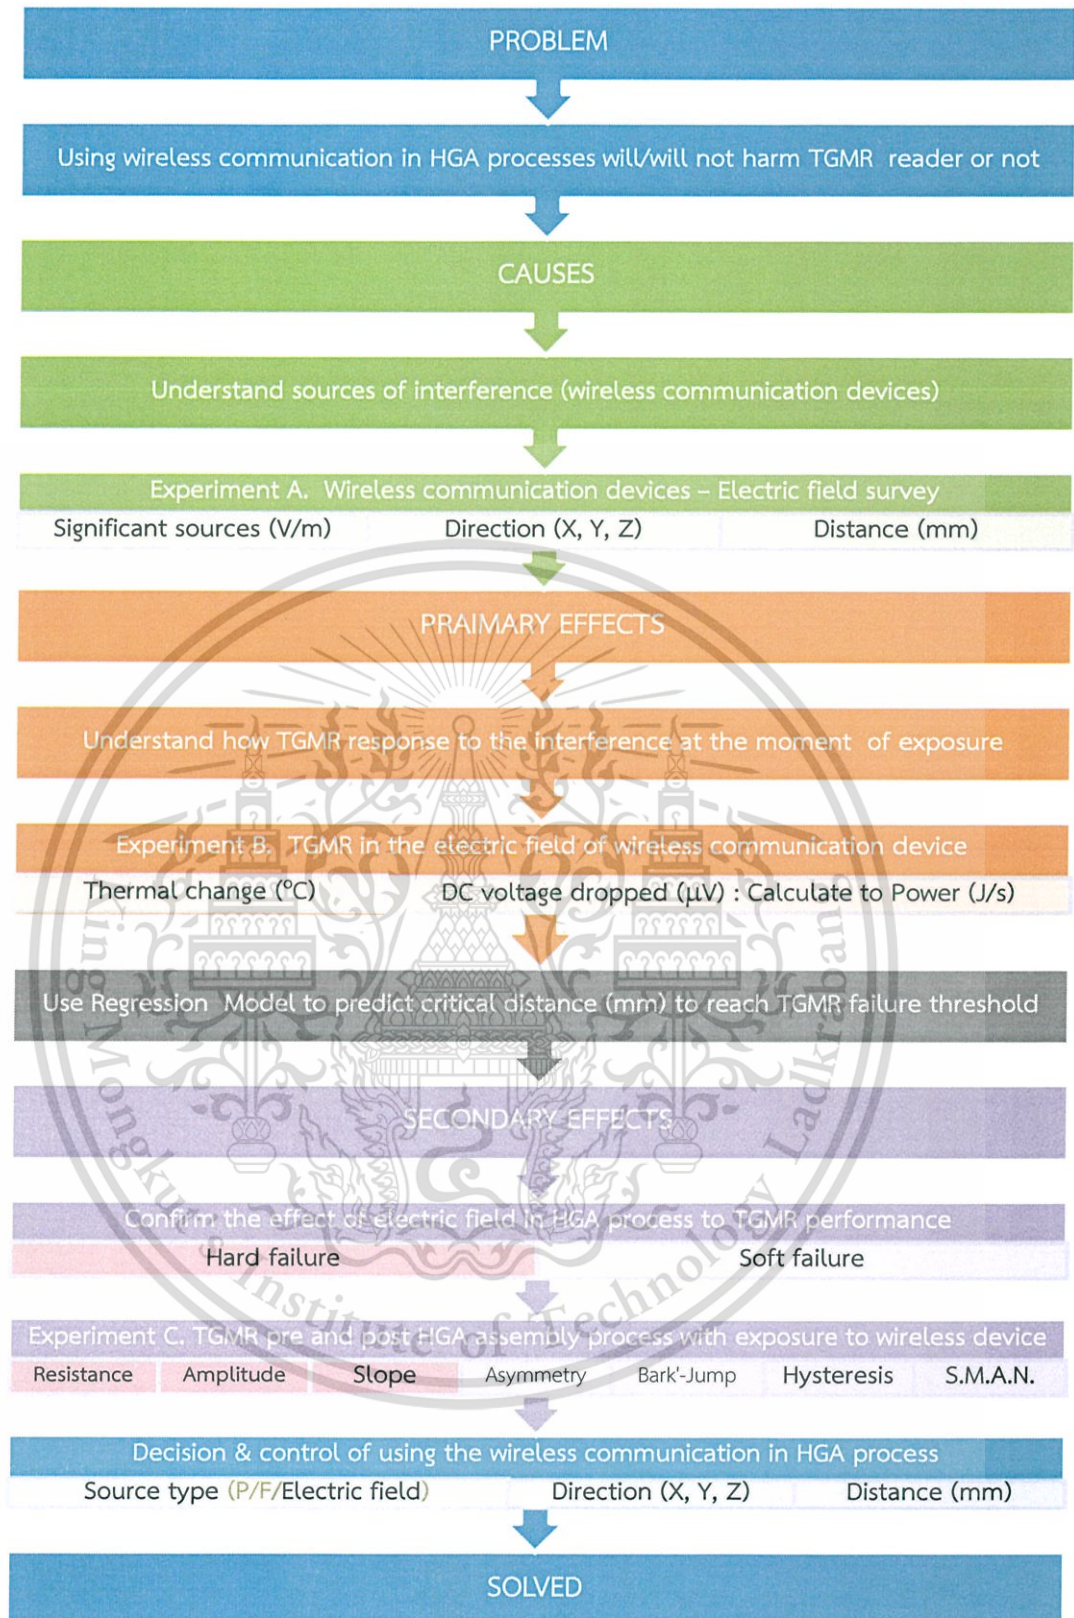 PROBLEM
Using wireless communication in HGA processes will/will not harm TGMR reader or not
CAUSES
Understand sources of interference (wireless communication devices)
Experiment A. Wireless communication devices – Electric field survey
Significant sources (V/m) Direction (X, Y, Z) Distance (mm)
PRAIMARY EFFECTS
Understand how TGMR response to the interference at the moment of exposure
Experiment B. TGMR in the electric field of wireless communication device
Thermal change (°C) DC voltage dropped (µV) : Calculate to Power (J/s)
Use Regression Model to predict critical distance (mm) to reach TGMR failure threshold
SECONDARY EFFECTS
Confirm the effect of electric field in HGA process to TGMR performance
Hard failure Soft failure
Experiment C. TGMR pre and post HGA assembly process with exposure to wireless device
Resistance Amplitude Slope Asymmetry Bark'-Jump Hysteresis S.M.A.N.
Decision & control of using the wireless communication in HGA process
Source type (P/F/Electric field) Direction (X, Y, Z) Distance (mm)
SOLVED
King Mongkut's Institute of Technology Ladkrabang